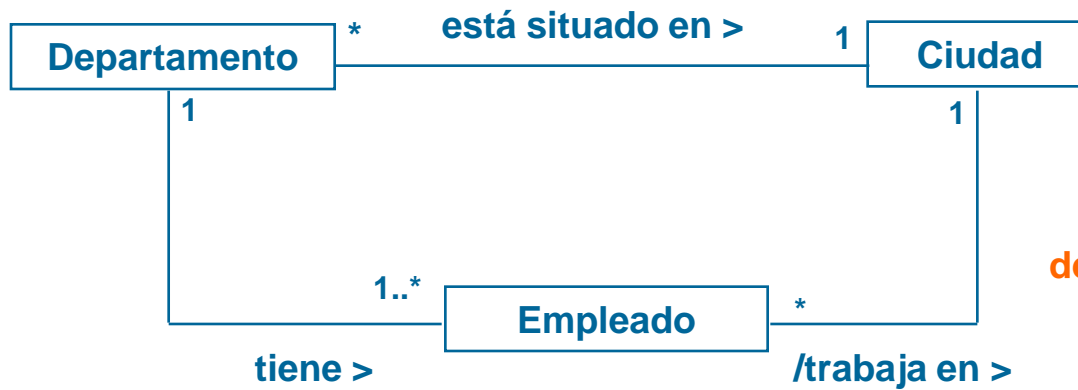 * está situado en > 1
Departamento Ciudad
1 1
1..* Empleado *
tiene > /trabaja en >